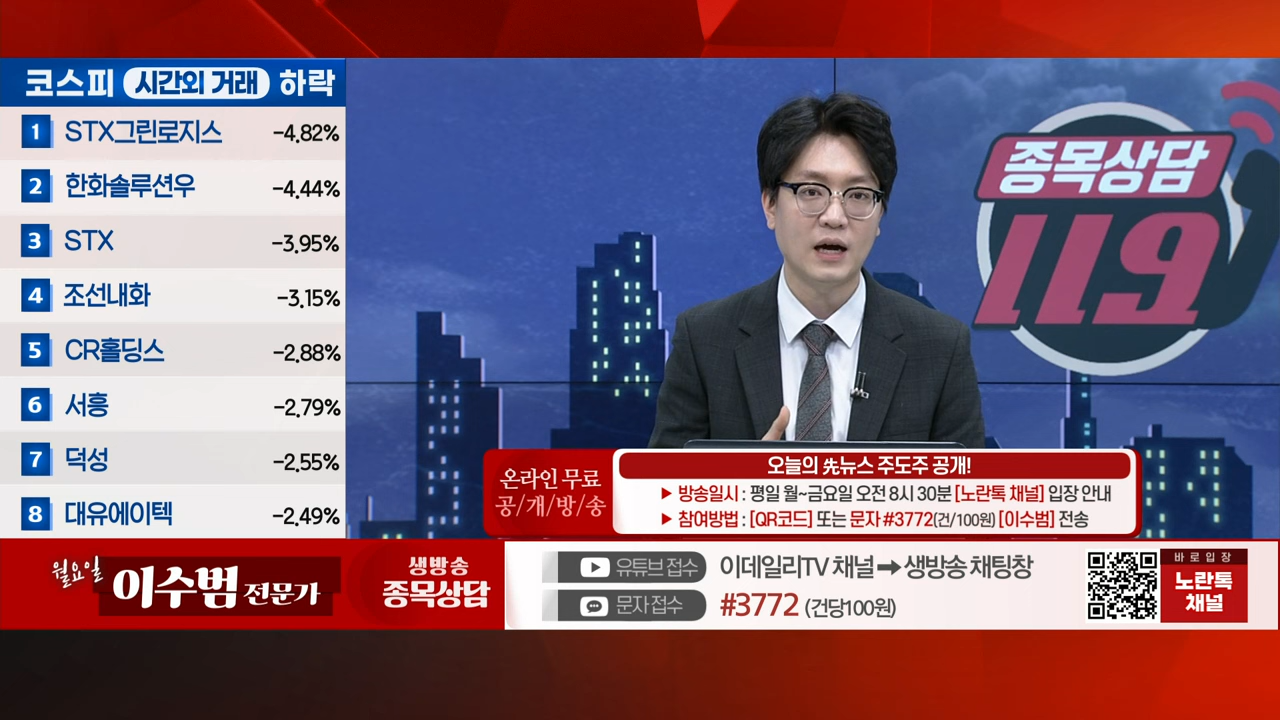 코스피 시간외 거래 하락
1 STX그린로지스 -4.82%
2 한화솔루션우 -4.44%
3 STX -3.95%
4 조선내화 -3.15%
5 CR홀딩스 -2.88%
6 서흥 -2.79%
7 덕성 -2.55%
8 대유에이텍 -2.49%
종목상담
119
온라인 무료
공/개/방/송
오늘의 先뉴스 주도주 공개!
▶ 방송일시 : 평일 월~금요일 오전 8시 30분 [노란톡 채널] 입장 안내
▶ 참여방법 : [QR코드] 또는 문자 #3772(건/100원) [이수범] 전송
월요일 이수범 전문가
생방송
종목상담
유튜브 접수 이데일리TV 채널 ➡ 생방송 채팅창
문자 접수 #3772 (건당100원)
바로입장
노란톡
채널